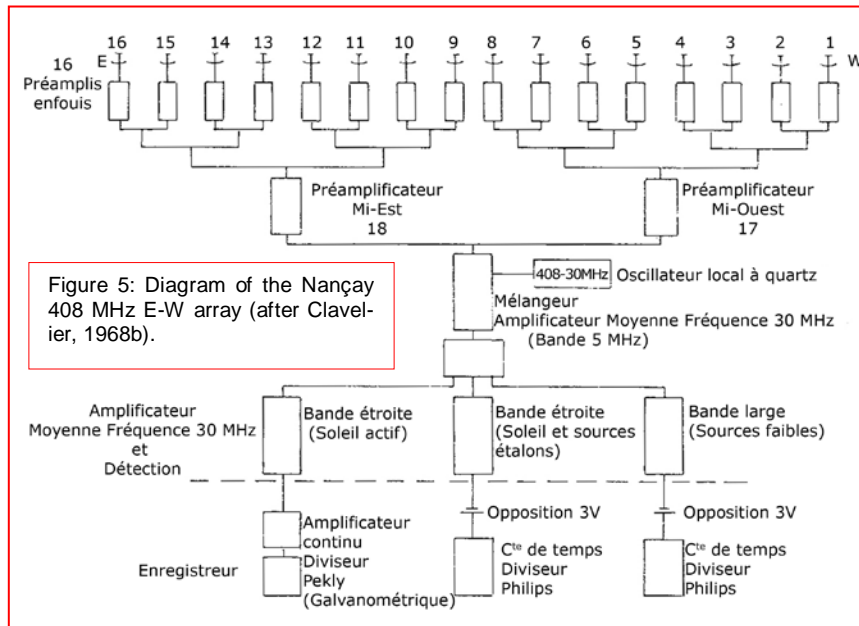 16 15 14 13 12 11 10 9 8 7 6 5 4 3 2 1
E W
16
Préamplis
enfouis
Préamplificateur
Mi-Est
18
Préamplificateur
Mi-Ouest
17
408-30MHz Oscillateur local à quartz
Figure 5: Diagram of the Nançay
408 MHz E-W array (after Clavel-
ier, 1968b).
Mélangeur
Amplificateur Moyenne Fréquence 30 MHz
(Bande 5 MHz)
Amplificateur
Moyenne Fréquence 30 MHz
et
Détection
Bande étroite
(Soleil actif)
Bande étroite
(Soleil et sources
étalons)
Bande large
(Sources faibles)
Enregistreur
Amplificateur
continu
Diviseur
Pekly
(Galvanométrique)
Opposition 3V
Cte de temps
Diviseur
Philips
Opposition 3V
Cte de temps
Diviseur
Philips